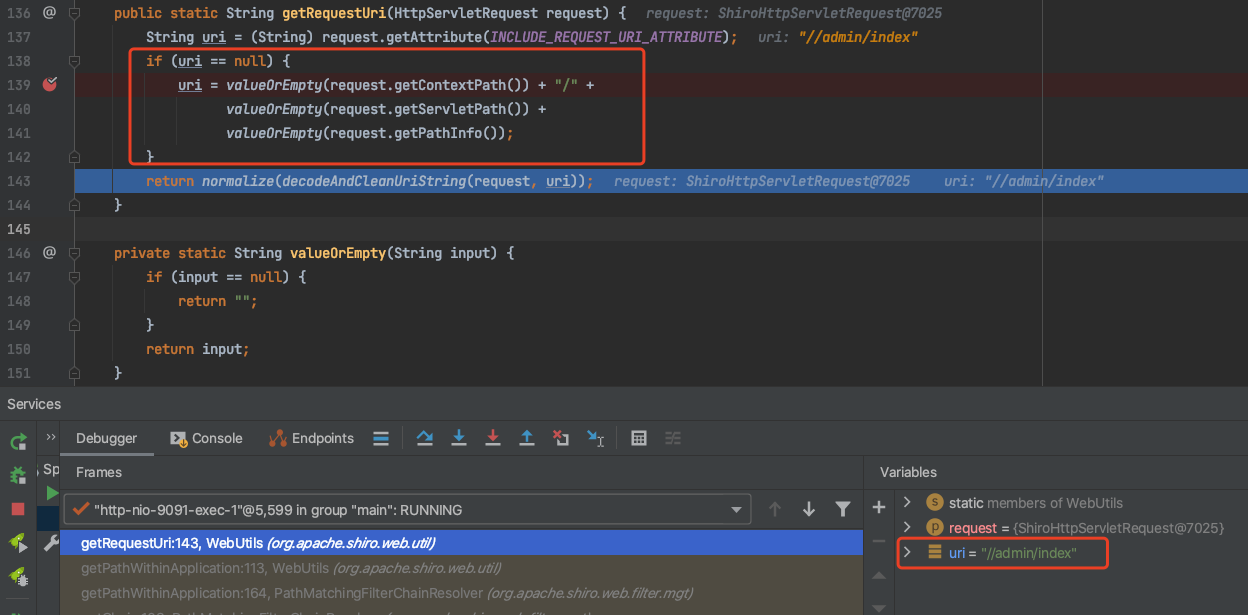 136 @ public static String getRequestUri(HttpServletRequest request) { request: ShiroHttpServletRequest@7025
137 String uri = (String) request.getAttribute(INCLUDE_REQUEST_URI_ATTRIBUTE); uri: "//admin/index"
138 if (uri == null) {
139 uri = valueOrEmpty(request.getContextPath()) + "/" +
140 valueOrEmpty(request.getServletPath()) +
141 valueOrEmpty(request.getPathInfo());
142 }
143 return normalize(decodeAndCleanUriString(request, uri)); request: ShiroHttpServletRequest@7025 uri: "//admin/index"
144 }
145
146 @ private static String valueOrEmpty(String input) {
147 if (input == null) {
148 return "";
149 }
150 return input;
151 }
Services
Debugger Console Endpoints
Sp
Frames
Variables
"http-nio-9091-exec-1"@5,599 in group "main": RUNNING
getRequestUri:143, WebUtils (org.apache.shiro.web.util)
getPathWithinApplication:113, WebUtils (org.apache.shiro.web.util)
getPathWithinApplication:164, PathMatchingFilterChainResolver (org.apache.shiro.web.filter.mgt)
s static members of WebUtils
p request = {ShiroHttpServletRequest@7025}
uri = "//admin/index"